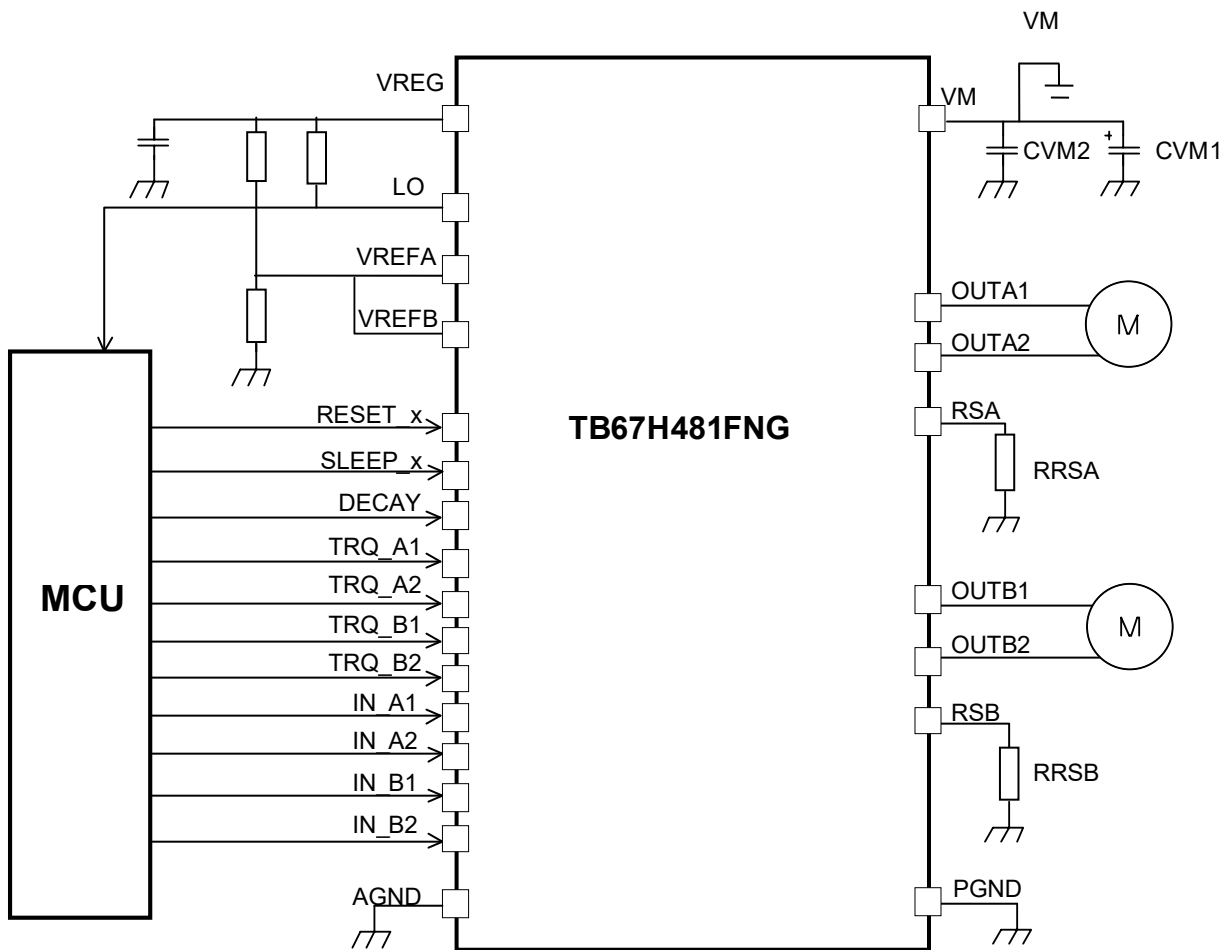 VM
VREG
VM
CVM2
CVM1
+
LO
VREFA
VREFB
OUTA1
M
OUTA2
RSA
RESET_x
TB67H481FNG
SLEEP_x
RRSA
DECAY
TRQ_A1
MCU
TRQ_A2
OUTB1
M
TRQ_B1
TRQ_B2
OUTB2
IN_A1
RSB
IN_A2
RRSB
IN_B1
IN_B2
AGND
PGND